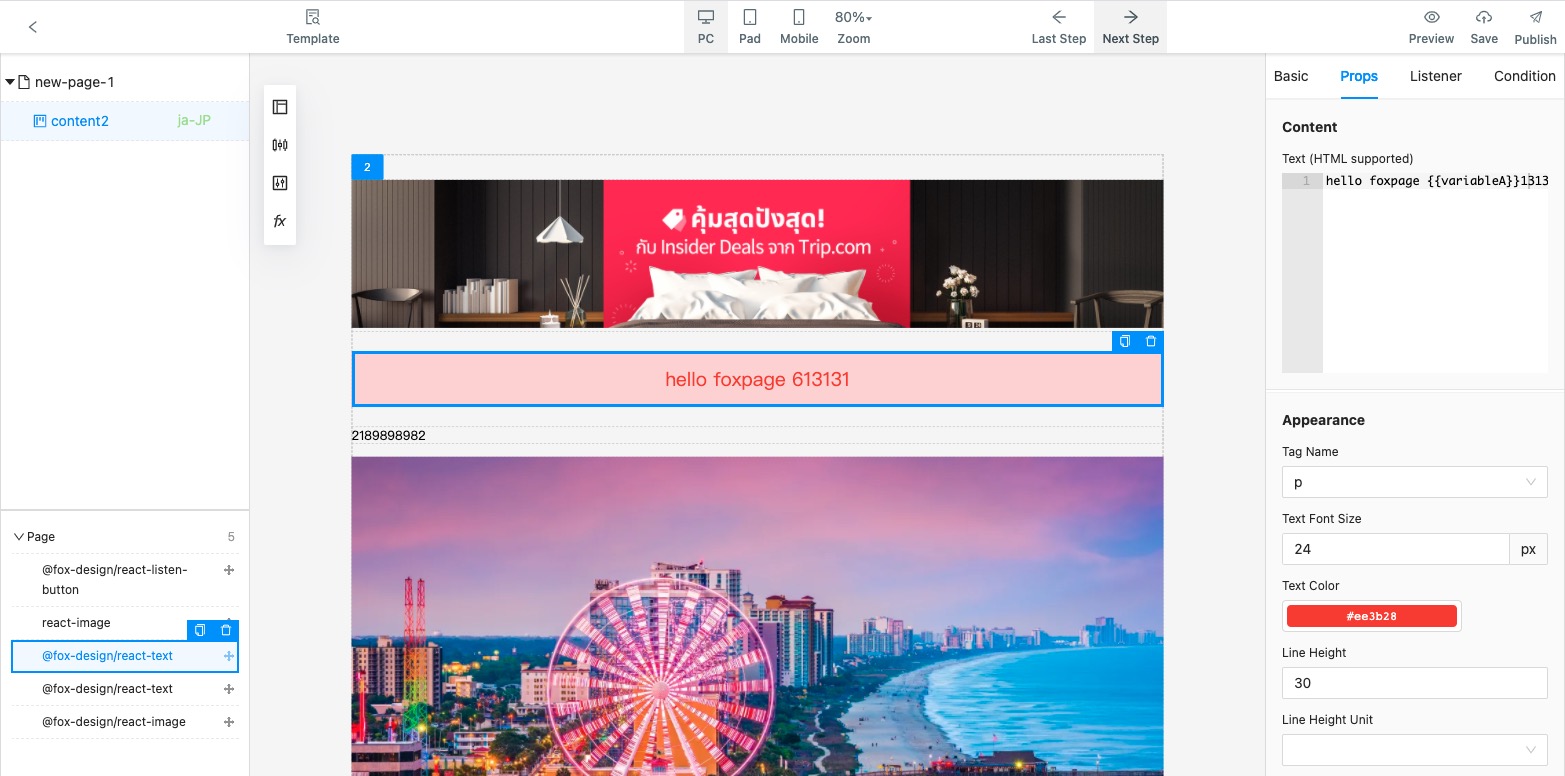 Template
PC
Pad
Mobile
80%
Zoom
Last Step
Next Step
Preview
Save
Publish
new-page-1
content2
ja-JP
Page
5
@fox-design/react-listen-
button
react-image
@fox-design/react-text
@fox-design/react-text
@fox-design/react-image
fx
2
คุ้มสุดปังสุด!
กับ Insider Deals จาก Trip.com
hello foxpage 613131
2189898982
Basic
Props
Listener
Condition
Content
Text (HTML supported)
1
hello foxpage {{variableA}}1313
Appearance
Tag Name
p
Text Font Size
24
px
Text Color
#ee3b28
Line Height
30
Line Height Unit